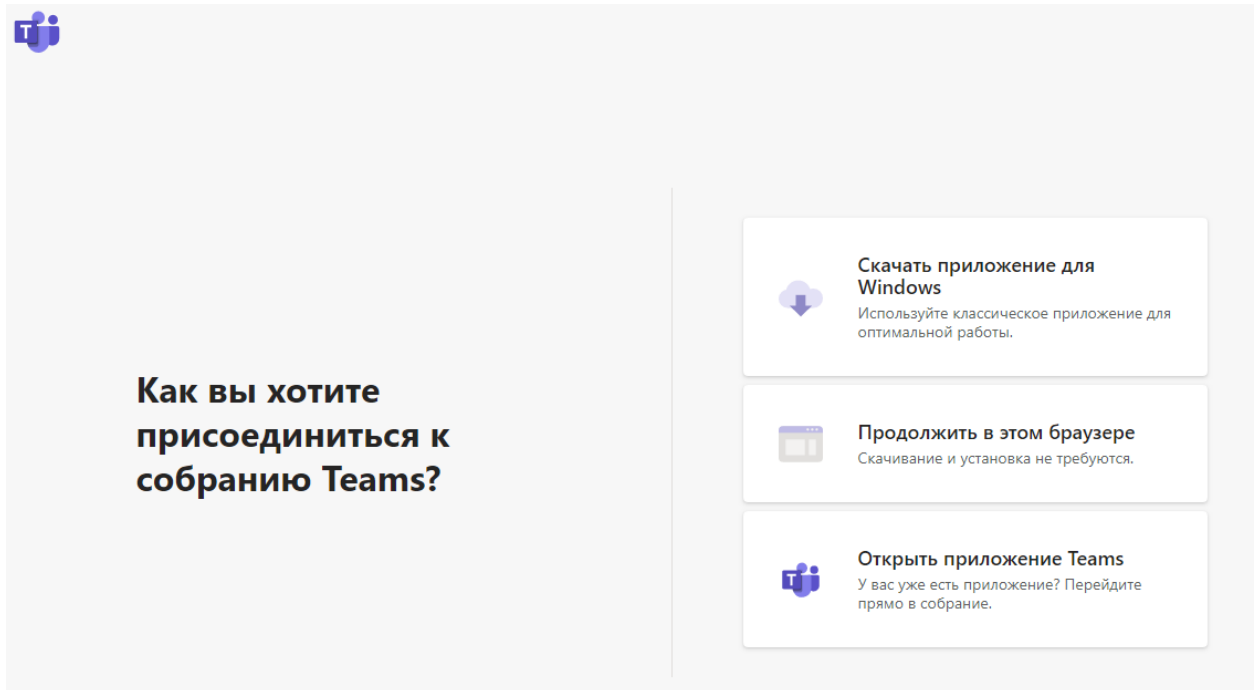 Как вы хотите
присоединиться к
собранию Teams?
Скачать приложение для
Windows
Используйте классическое приложение для
оптимальной работы.
Продолжить в этом браузере
Скачивание и установка не требуются.
Открыть приложение Teams
У вас уже есть приложение? Перейдите
прямо в собрание.